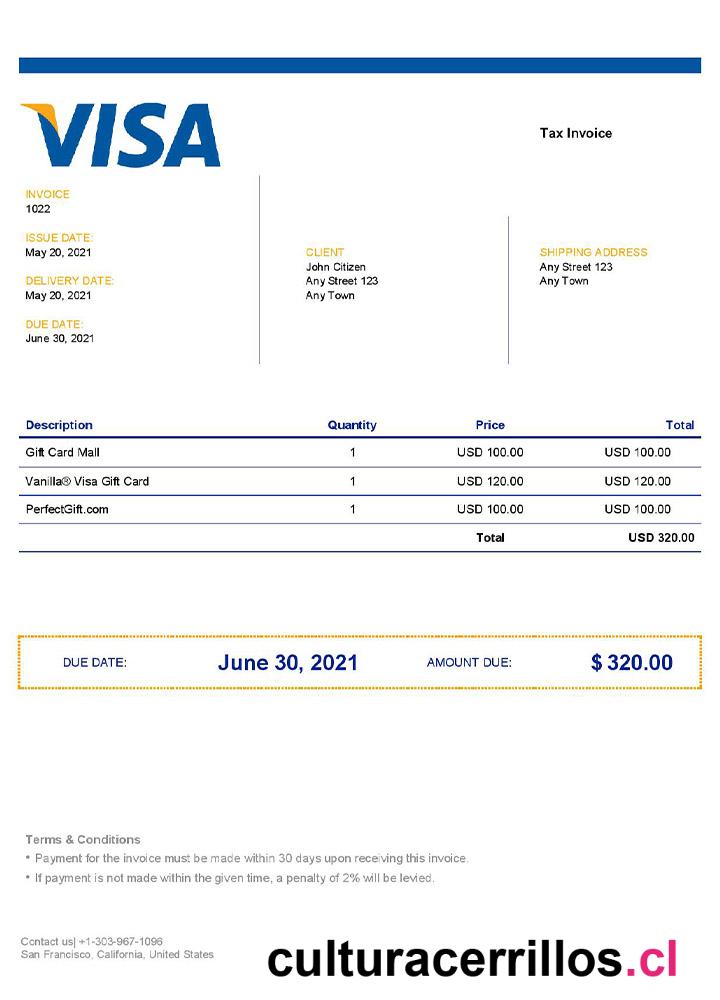 VISA
Tax Invoice
INVOICE
1022
ISSUE DATE:
May 20, 2021
DELIVERY DATE:
May 20, 2021
DUE DATE:
June 30, 2021
CLIENT
John Citizen
Any Street 123
Any Town
SHIPPING ADDRESS
Any Street 123
Any Town
Description Quantity Price Total
Gift Card Mall 1 USD 100.00 USD 100.00
Vanilla® Visa Gift Card 1 USD 120.00 USD 120.00
PerfectGift.com 1 USD 100.00 USD 100.00
Total USD 320.00
DUE DATE: June 30, 2021 AMOUNT DUE: $ 320.00
Terms & Conditions
• Payment for the invoice must be made within 30 days upon receiving this invoice.
• If payment is not made within the given time, a penalty of 2% will be levied.
Contact us| +1-303-967-1096
San Francisco, California, United States
culturacerrillos.cl